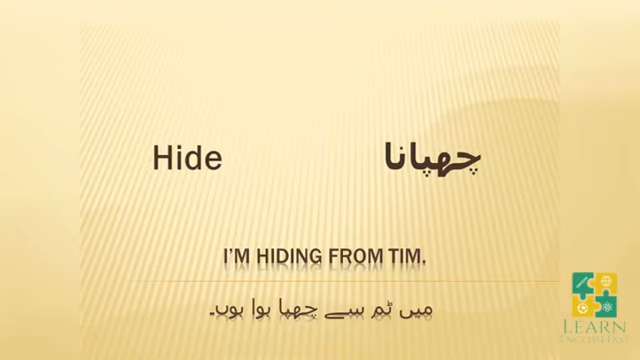 Hide
چھپانا
I'M HIDING FROM TIM.
میں ٹم سے چھپا ہوا ہوں۔
LEARN